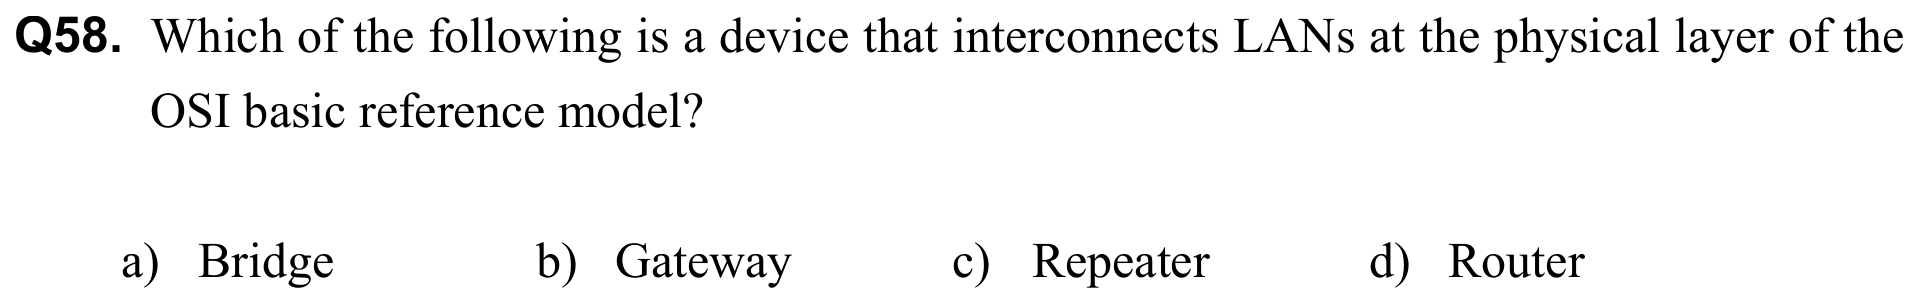 Q58. Which of the following is a device that interconnects LANs at the physical layer of the
OSI basic reference model?
a) Bridge b) Gateway c) Repeater d) Router